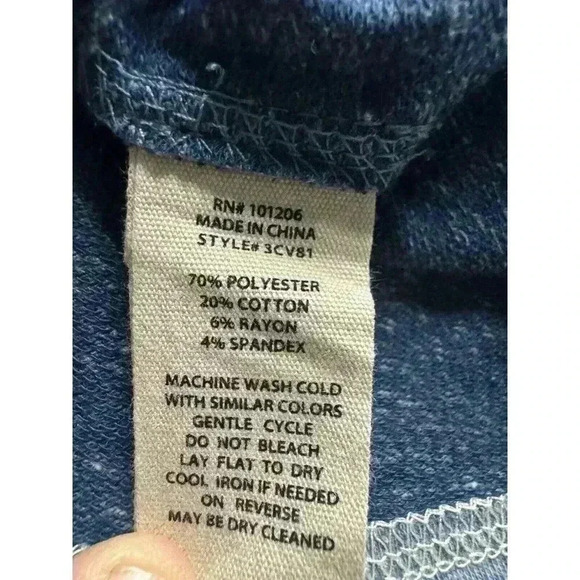 RN# 101206
MADE IN CHINA
STYLE# 3CV81
70% POLYESTER
20% COTTON
6% RAYON
4% SPANDEX
MACHINE WASH COLD
WITH SIMILAR COLORS
GENTLE CYCLE
DO NOT BLEACH
LAY FLAT TO DRY
COOL IRON IF NEEDED
ON REVERSE
MAY BE DRY CLEANED